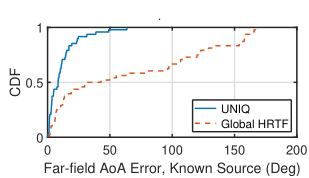 1
0.5
CDF
0
UNIQ
Global HRTF
0 50 100 150 200
Far-field AoA Error, Known Source (Deg)